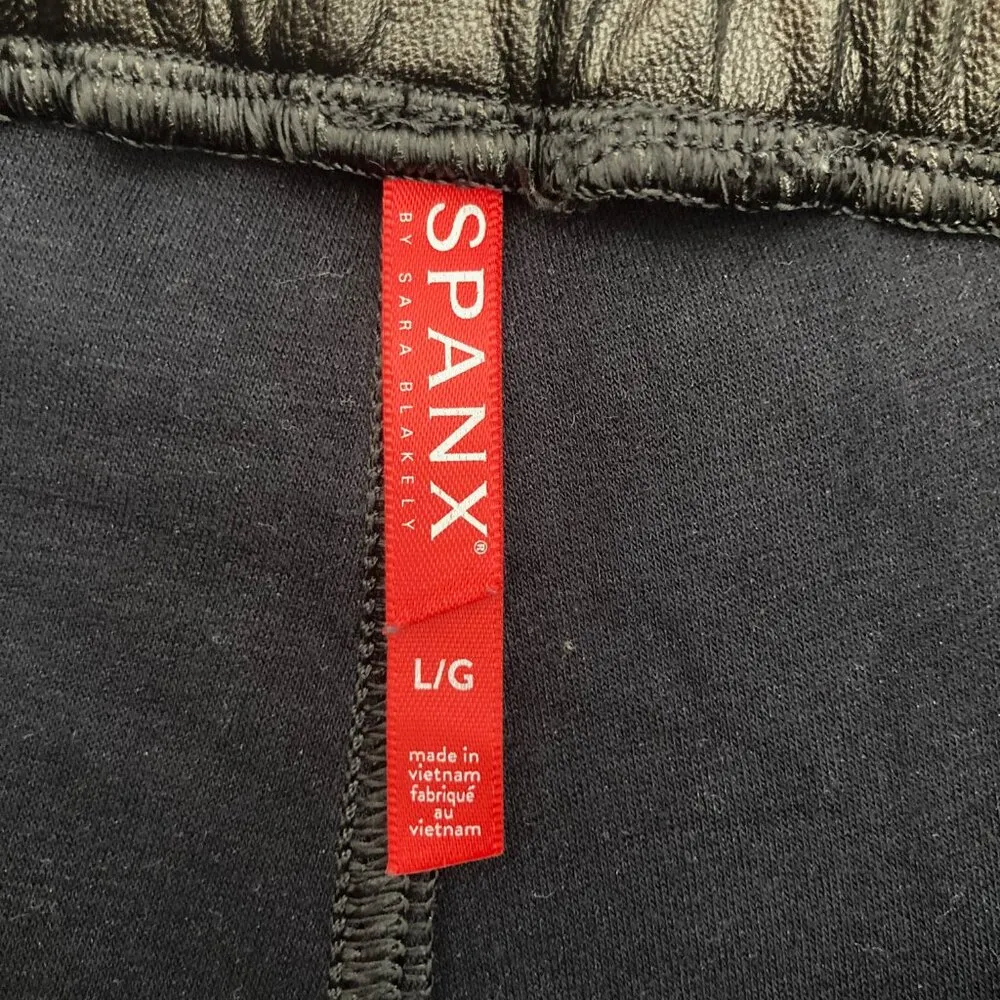 SPANX®
BY SARA BLAKELY
L/G
made in
vietnam
fabriqué
au
vietnam